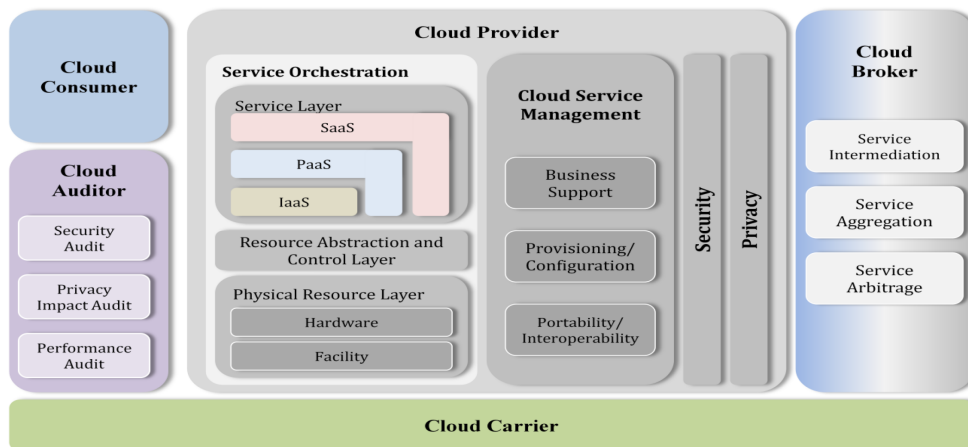 Cloud
Consumer
Cloud
Auditor
Security
Audit
Privacy
Impact Audit
Performance
Audit
Cloud Provider
Service Orchestration
Service Layer
SaaS
PaaS
IaaS
Resource Abstraction and
Control Layer
Physical Resource Layer
Hardware
Facility
Cloud Service
Management
Business
Support
Provisioning/
Configuration
Portability/
Interoperability
Security
Privacy
Cloud
Broker
Service
Intermediation
Service
Aggregation
Service
Arbitrage
Cloud Carrier